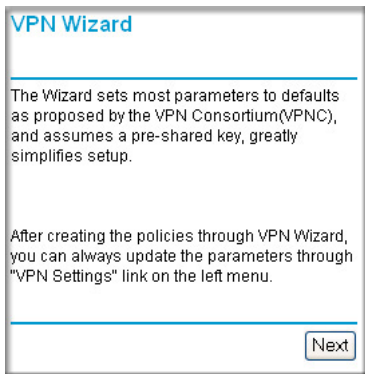 VPN Wizard
The Wizard sets most parameters to defaults
as proposed by the VPN Consortium(VPNC),
and assumes a pre-shared key, greatly
simplifies setup.
After creating the policies through VPN Wizard,
you can always update the parameters through
"VPN Settings" link on the left menu.
Next